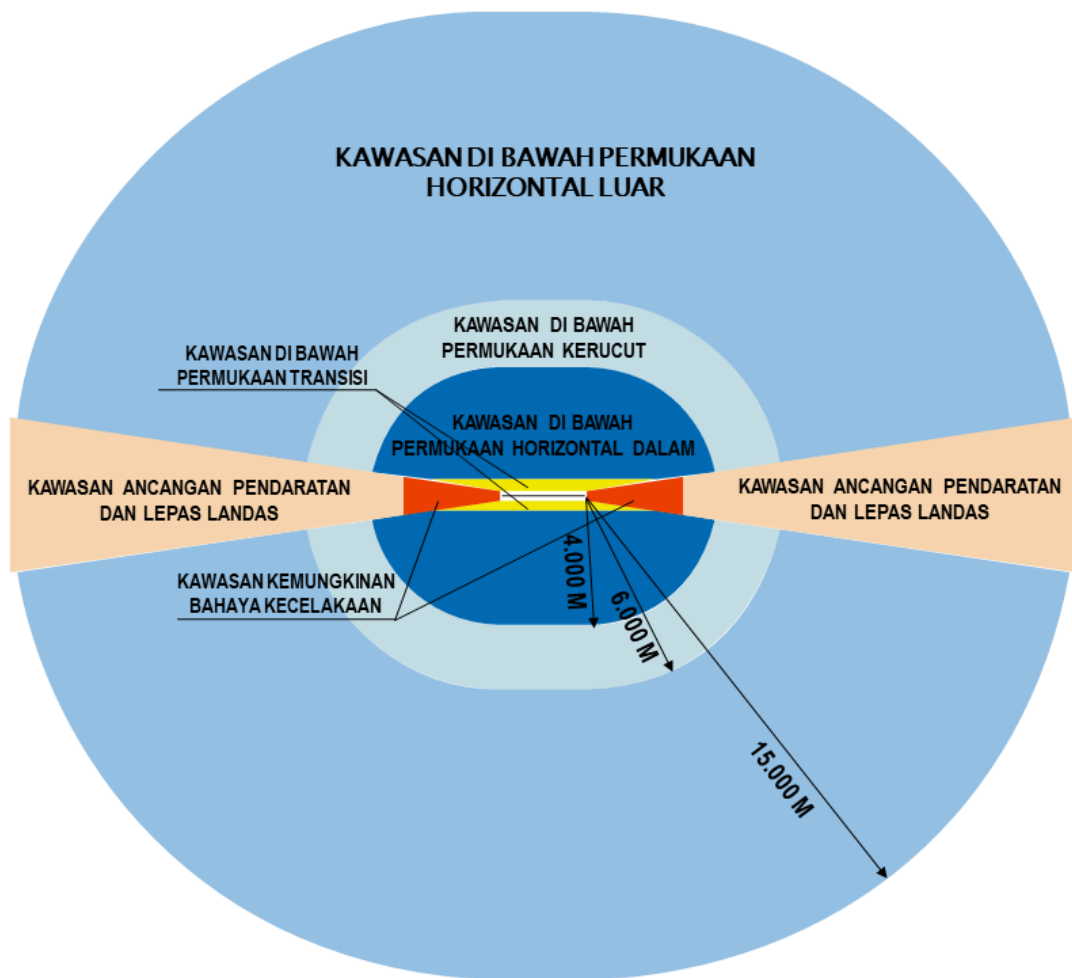 KAWASAN DI BAWAH PERMUKAAN
HORIZONTAL LUAR
KAWASAN DI BAWAH
PERMUKAAN KERUCUT
KAWASAN DI BAWAH
PERMUKAAN TRANSISI
KAWASAN DI BAWAH
PERMUKAAN HORIZONTAL DALAM
KAWASAN ANCANGAN PENDARATAN
DAN LEPAS LANDAS
KAWASAN ANCANGAN PENDARATAN
DAN LEPAS LANDAS
KAWASAN KEMUNGKINAN
BAHAYA KECELAKAAN
4.000 M
6.000 M
15.000 M